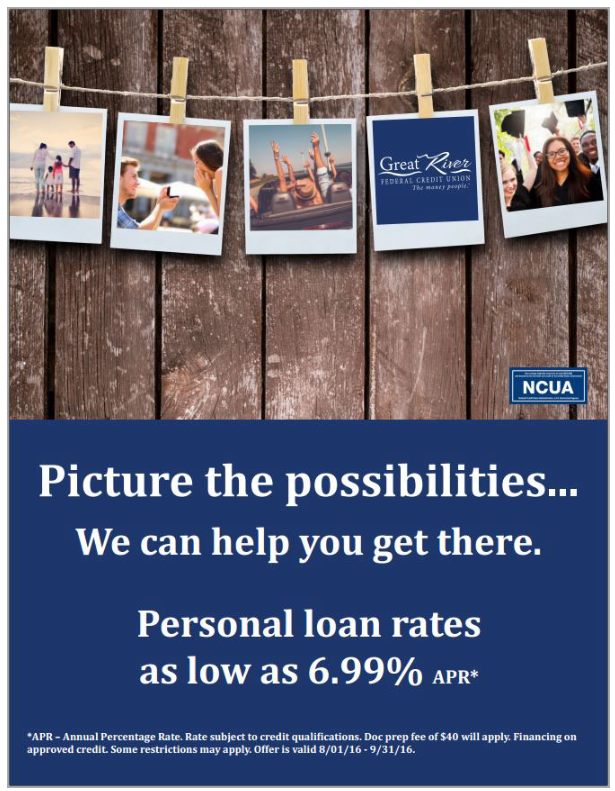 Great River
FEDERAL CREDIT UNION
The money people.
NCUA
Picture the possibilities...
We can help you get there.
Personal loan rates
as low as 6.99% APR*
*APR – Annual Percentage Rate. Rate subject to credit qualifications. Doc prep fee of $40 will apply. Financing on
approved credit. Some restrictions may apply. Offer is valid 8/01/16 - 9/31/16.